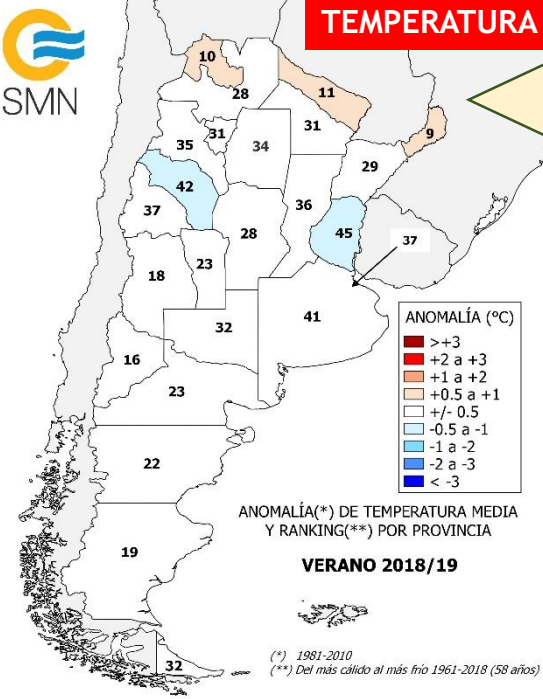 TEMPERATURA
SMN
10
28
11
31
31
34
9
35
29
42
36
37
45
37
28
23
18
41
32
16
23
22
19
32
ANOMALÍA (ºC)
>+3
+2 a +3
+1 a +2
+0.5 a +1
+/- 0.5
-0.5 a -1
-1 a -2
-2 a -3
< -3
ANOMALÍA(*) DE TEMPERATURA MEDIA
Y RANKING(**) POR PROVINCIA
VERANO 2018/19
(*) 1981-2010
(**) Del más cálido al más frio 1961-2018 (58 años)